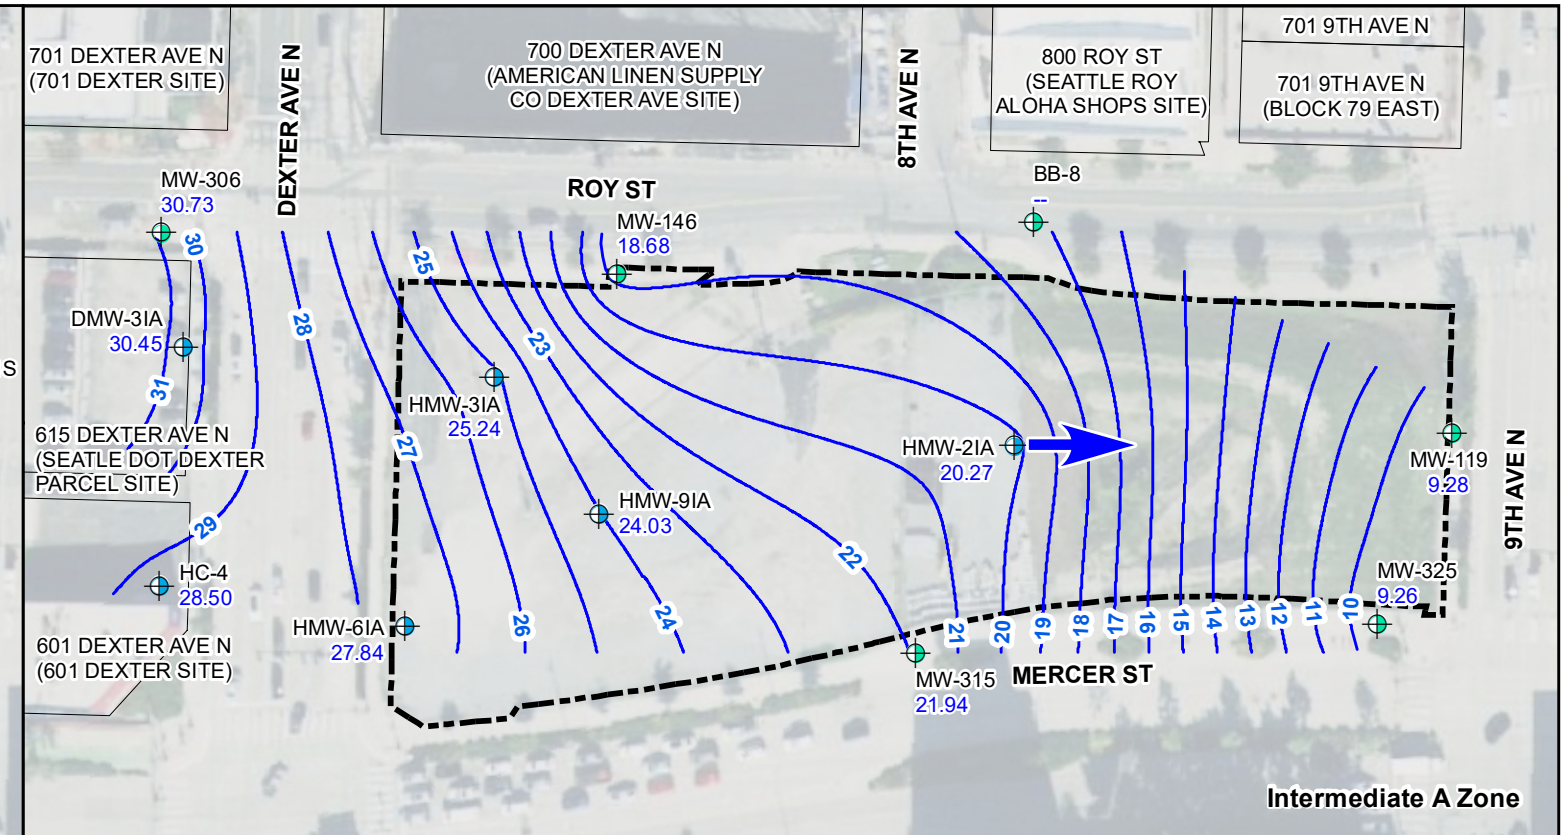 701 DEXTER AVE N
(701 DEXTER SITE)
DEXTER AVE N
700 DEXTER AVE N
(AMERICAN LINEN SUPPLY
CO DEXTER AVE SITE)
8TH AVE N
800 ROY ST
(SEATTLE ROY
ALOHA SHOPS SITE)
701 9TH AVE N
701 9TH AVE N
(BLOCK 79 EAST)
MW-306
30.73
ROY ST
MW-146
18.68
BB-8
--
30
25
28
23
DMW-3IA
30.45
31
S
HMW-3IA
25.24
27
615 DEXTER AVE N
(SEATLE DOT DEXTER
PARCEL SITE)
HMW-2IA
20.27
MW-119
9.28
9TH AVE N
29
HMW-9IA
24.03
22
HC-4
28.50
MW-325
9.26
HMW-6IA
27.84
26
24
21
20
19
18
17
16
15
14
13
12
11
10
601 DEXTER AVE N
(601 DEXTER SITE)
MW-315
21.94
MERCER ST
Intermediate A Zone